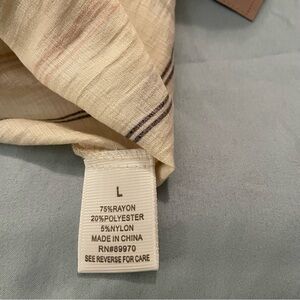 L
75%RAYON
20%POLYESTER
5%NYLON
MADE IN CHINA
RN#89970
SEE REVERSE FOR CARE